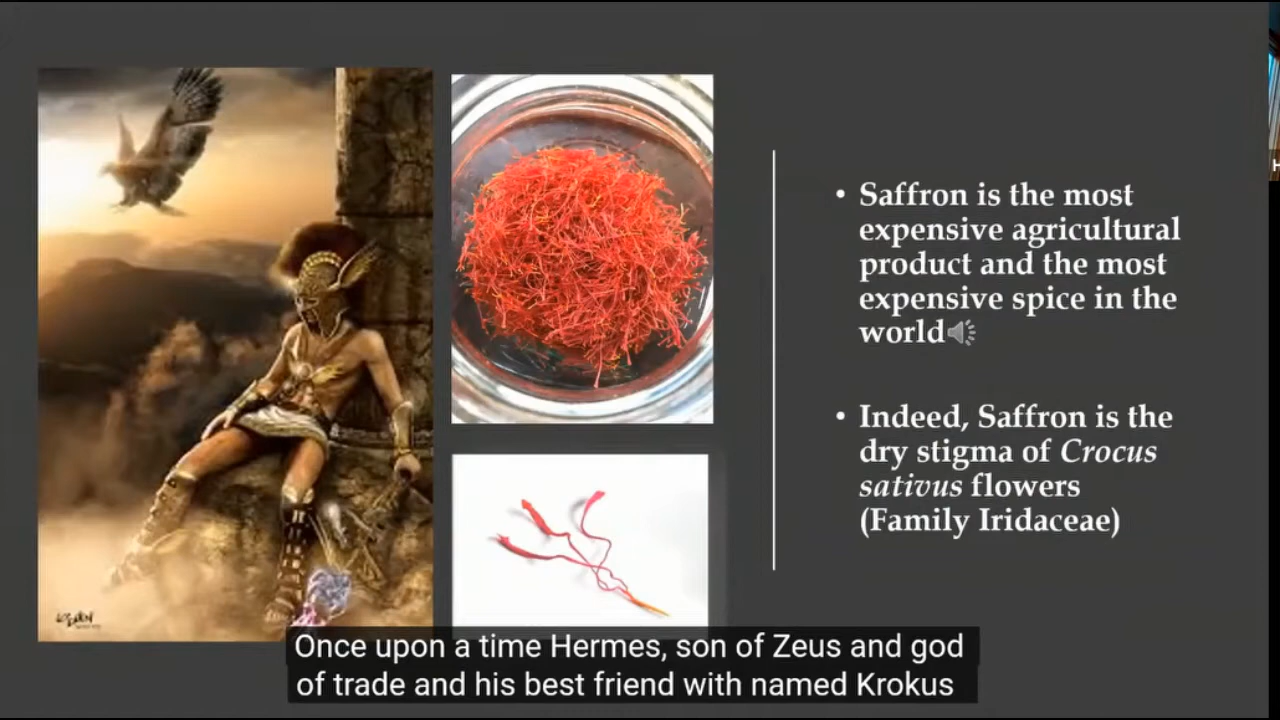 • Saffron is the most
expensive agricultural
product and the most
expensive spice in the
world
• Indeed, Saffron is the
dry stigma of Crocus
sativus flowers
(Family Iridaceae)
Once upon a time Hermes, son of Zeus and god
of trade and his best friend with named Krokus
H